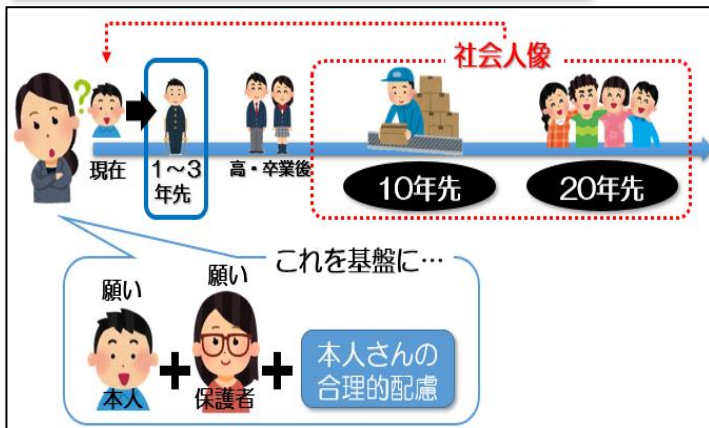 社会人像
?
現在
1～3
年先
高・卒業後
10年先
20年先
これを基盤に…
願い
願い
本人
+
保護者
+
本人さんの
合理的配慮